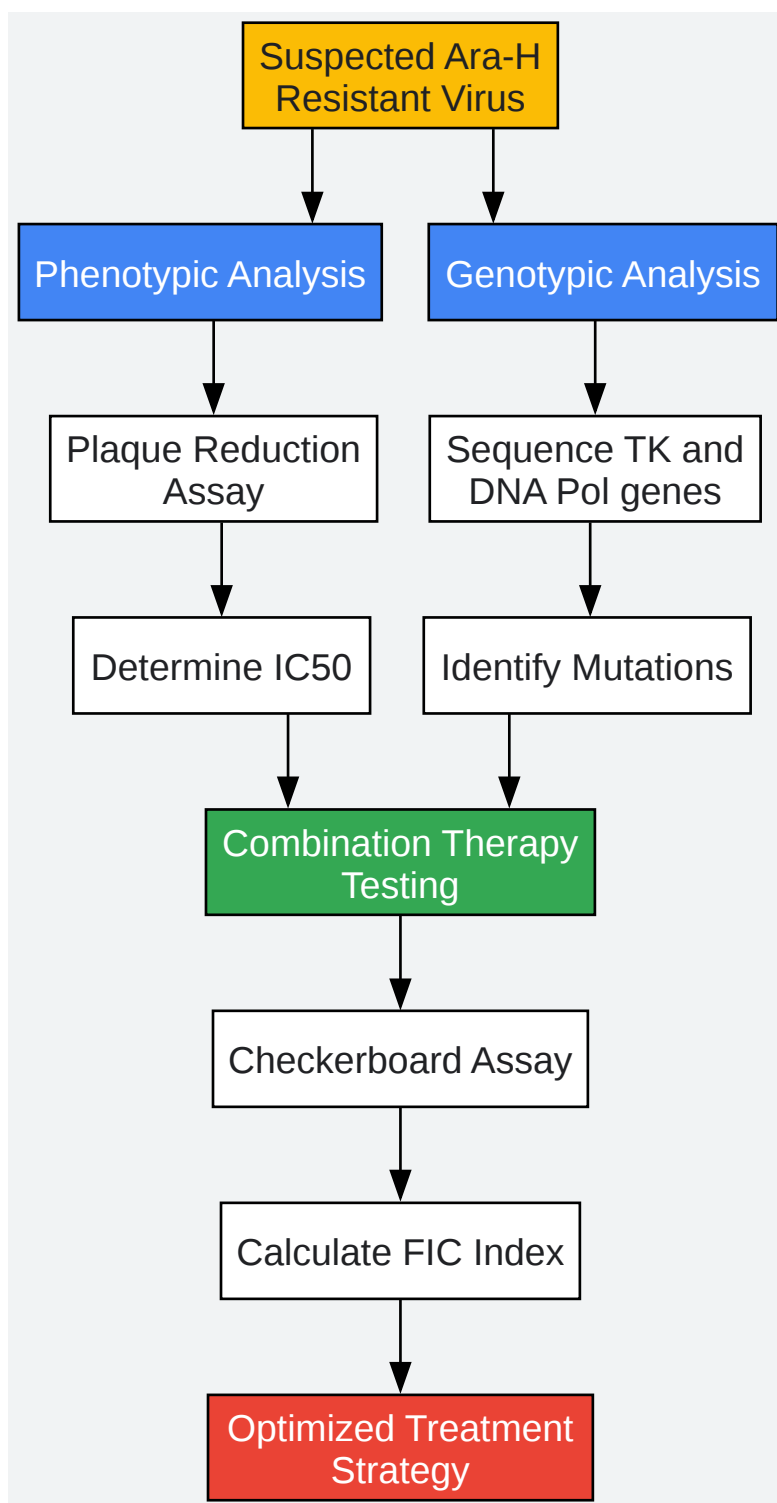 Suspected Ara-H
Resistant Virus
Phenotypic Analysis
Genotypic Analysis
Plaque Reduction
Assay
Sequence TK and
DNA Pol genes
Determine IC50
Identify Mutations
Combination Therapy
Testing
Checkerboard Assay
Calculate FIC Index
Optimized Treatment
Strategy